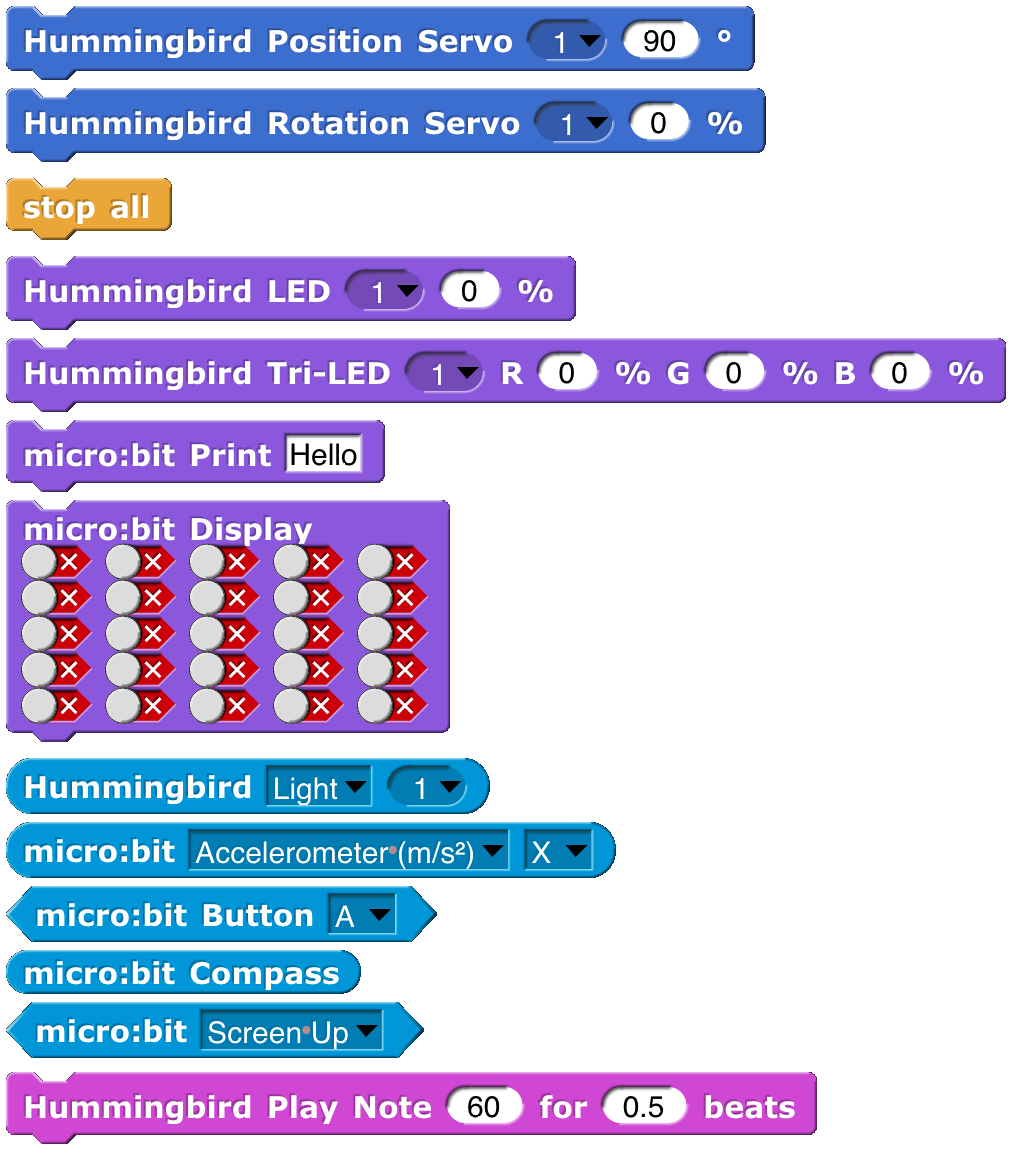 Hummingbird Position Servo 1 90 °
Hummingbird Rotation Servo 1 0 %
stop all
Hummingbird LED 1 0 %
Hummingbird Tri-LED 1 R 0 % G 0 % B 0 %
micro:bit Print Hello
micro:bit Display
Hummingbird Light 1
micro:bit Accelerometer•(m/s²) X
micro:bit Button A
micro:bit Compass
micro:bit Screen•Up
Hummingbird Play Note 60 for 0.5 beats